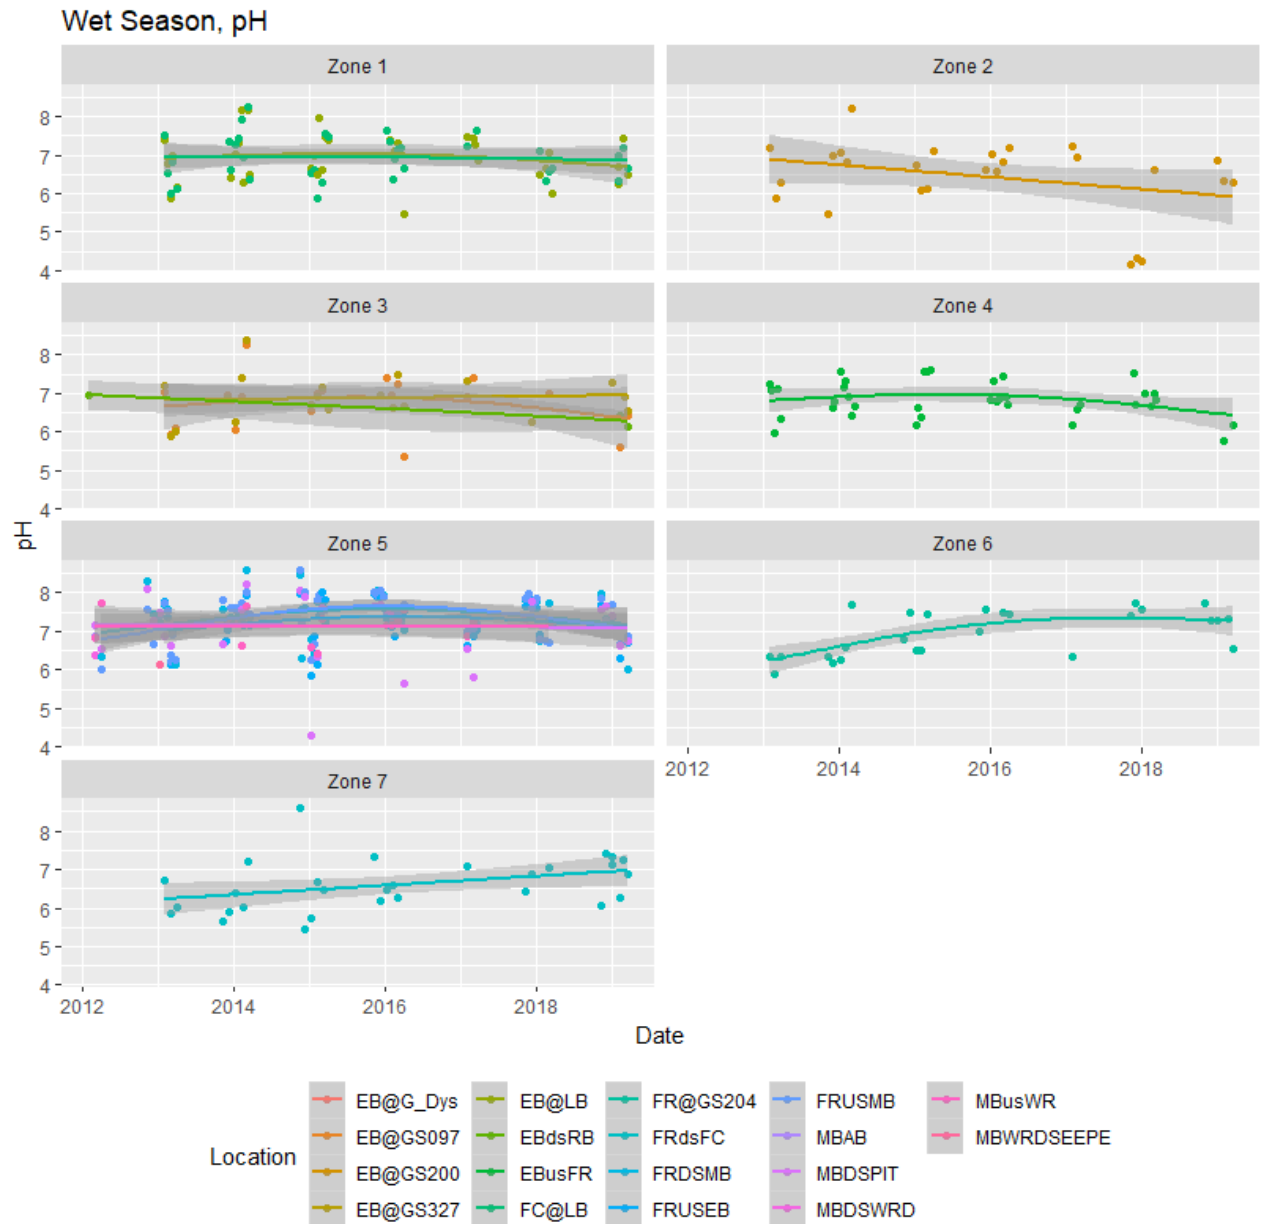 Wet Season, pH
Zone 1
Zone 2
8
7
6
5
4
Zone 3
Zone 4
8
7
6
5
4
pH
Zone 5
Zone 6
8
7
6
5
4
2012 2014 2016 2018
Zone 7
8
7
6
5
4
2012 2014 2016 2018
Date
Location
EB@G_Dys EB@LB FR@GS204 FRUSMB MBusWR
EB@GS097 EBdsRB FRdsFC MBAB MBWRDSEEPE
EB@GS200 EBusFR FRDSMB MBDSPIT
EB@GS327 FC@LB FRUSEB MBDSWRD